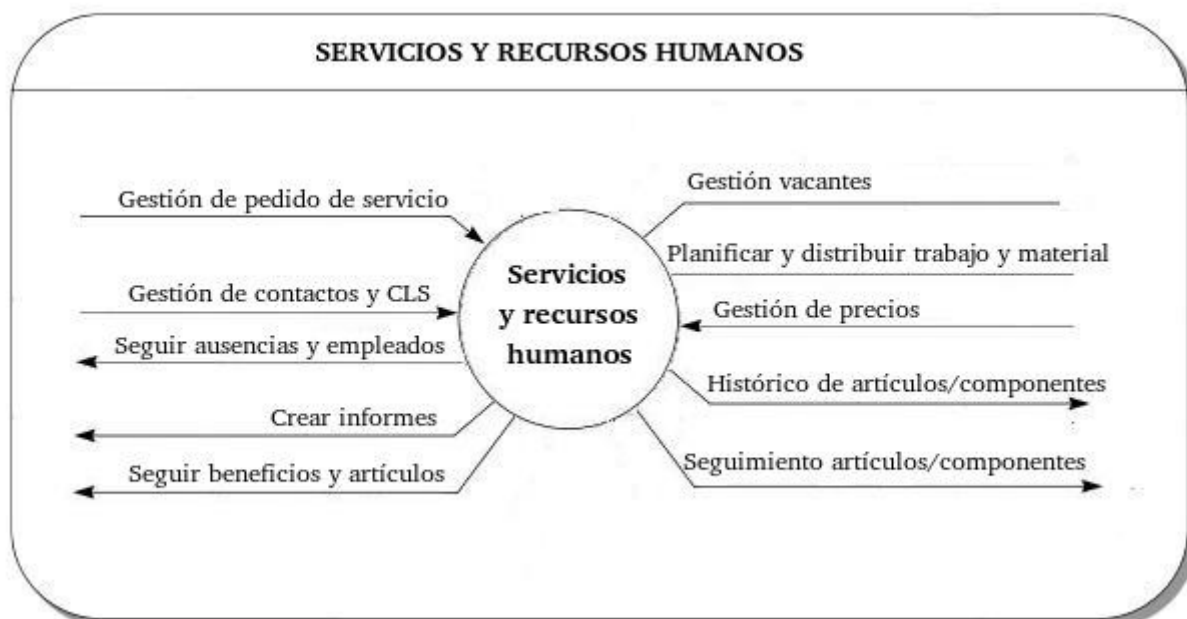 SERVICIOS Y RECURSOS HUMANOS
Gestión de pedido de servicio
Gestión de contactos y CLS
Seguir ausencias y empleados
Crear informes
Seguir beneficios y artículos
Servicios
y recursos
humanos
Gestión vacantes
Planificar y distribuir trabajo y material
Gestión de precios
Histórico de artículos/componentes
Seguimiento artículos/componentes